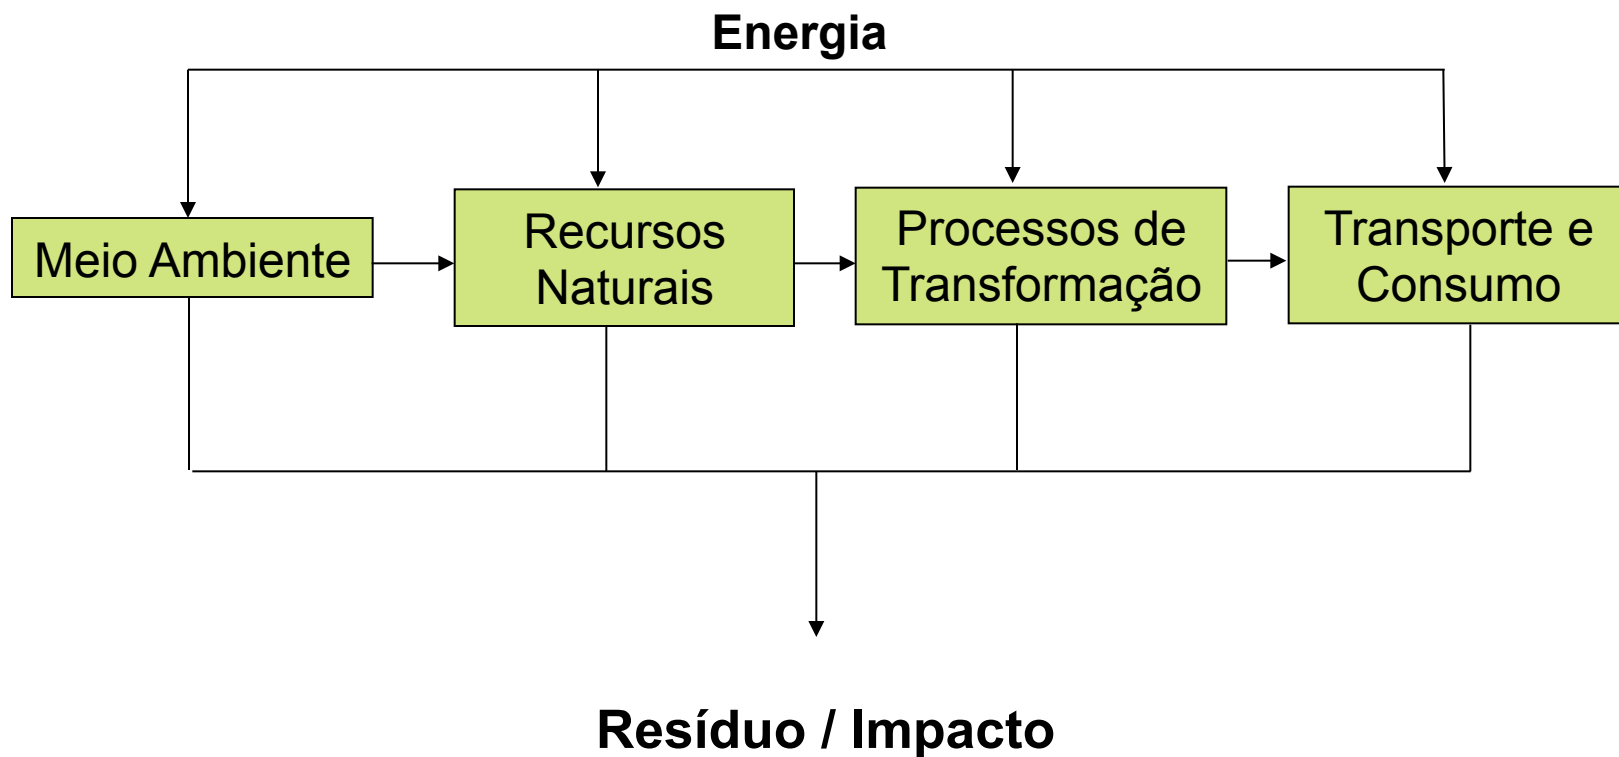 Energia
Meio Ambiente
Recursos
Naturais
Processos de
Transformação
Transporte e
Consumo
Resíduo / Impacto